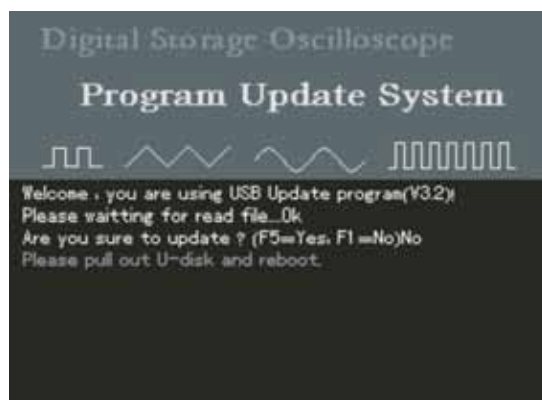 Digital Storage Oscilloscope
Program Update System
Welcome , you are using USB Update program(V3.2)!
Please waitting for read file...Ok
Are you sure to update ? (F5=Yes, F1 =No)No
Please pull out U-disk and reboot.